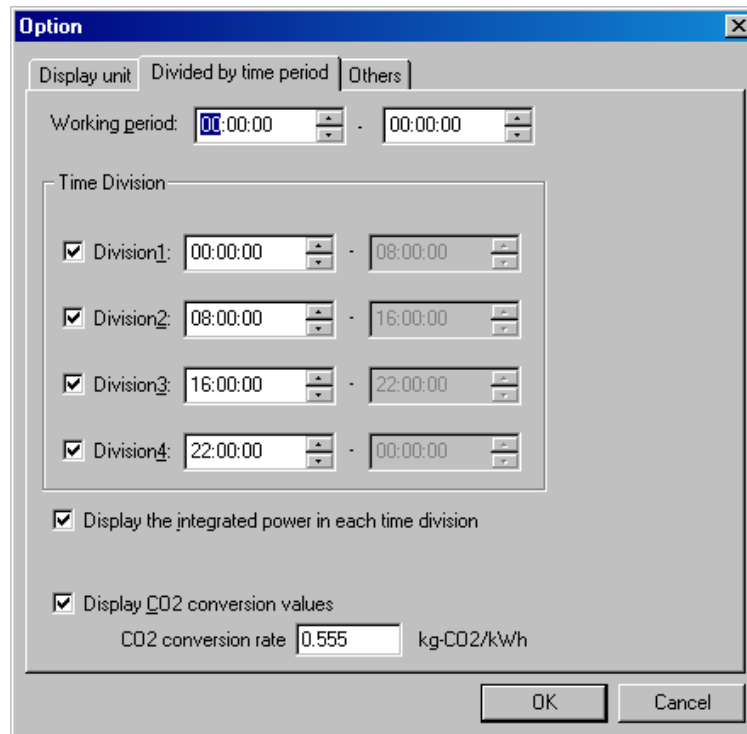 Option
Display unit Divided by time period Others
Working period: 00:00:00 - 00:00:00
Time Division
Division1: 00:00:00 - 08:00:00
Division2: 08:00:00 - 16:00:00
Division3: 16:00:00 - 22:00:00
Division4: 22:00:00 - 00:00:00
Display the integrated power in each time division
Display CO2 conversion values
CO2 conversion rate 0.555 kg-CO2/kWh
OK Cancel